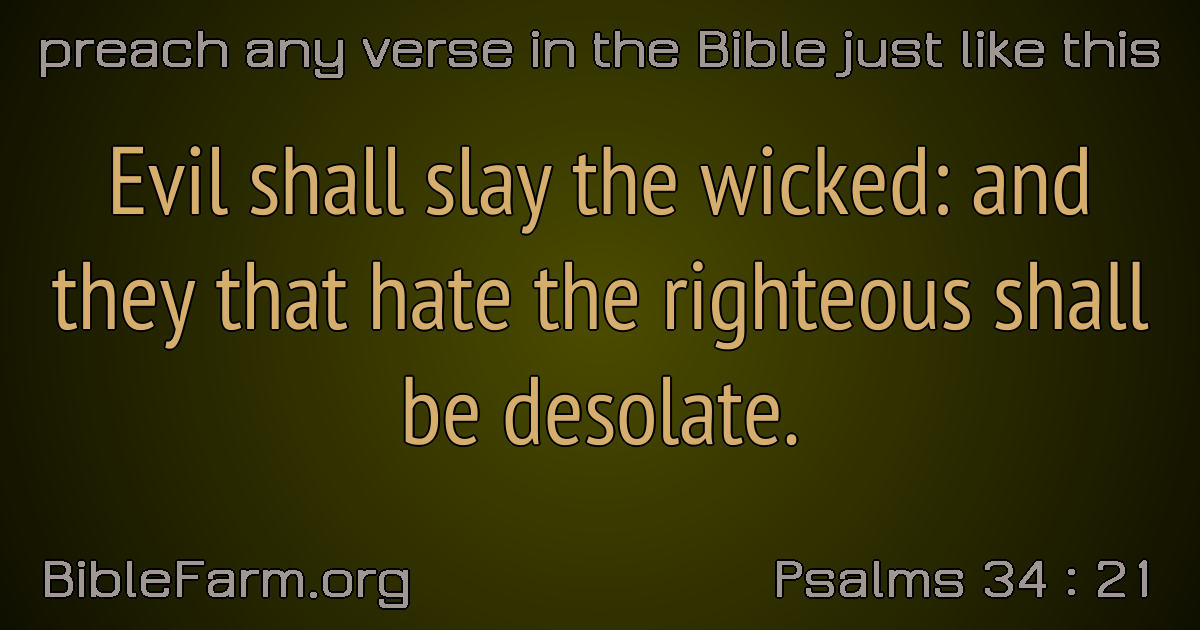 preach any verse in the Bible just like this
Evil shall slay the wicked: and
they that hate the righteous shall
be desolate.
BibleFarm.org
Psalms 34 : 21